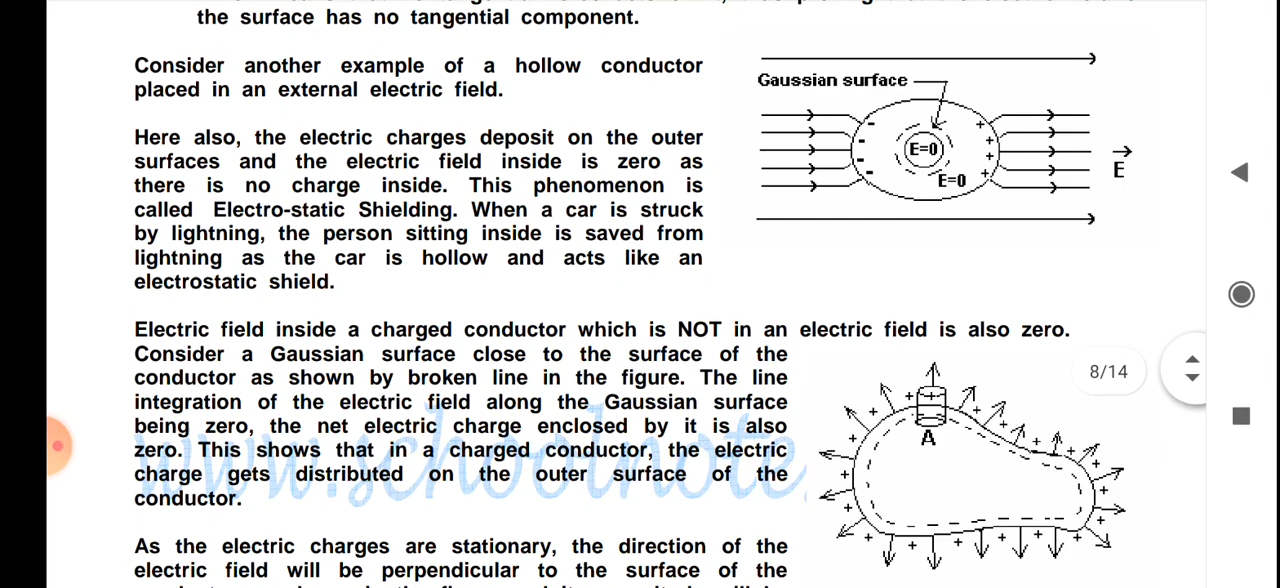 the surface has no tangential component.
Consider another example of a hollow conductor
placed in an external electric field.
Here also, the electric charges deposit on the outer
surfaces and the electric field inside is zero as
there is no charge inside. This phenomenon is
called Electro-static Shielding. When a car is struck
by lightning, the person sitting inside is saved from
lightning as the car is hollow and acts like an
electrostatic shield.
Gaussian surface
E=0
E=0
E
Electric field inside a charged conductor which is NOT in an electric field is also zero.
Consider a Gaussian surface close to the surface of the
conductor as shown by broken line in the figure. The line
integration of the electric field along the Gaussian surface
being zero, the net electric charge enclosed by it is also
zero. This shows that in a charged conductor, the electric
charge gets distributed on the outer surface of the
conductor.
A
8/14
www.schoolnote
As the electric charges are stationary, the direction of the
electric field will be perpendicular to the surface of the